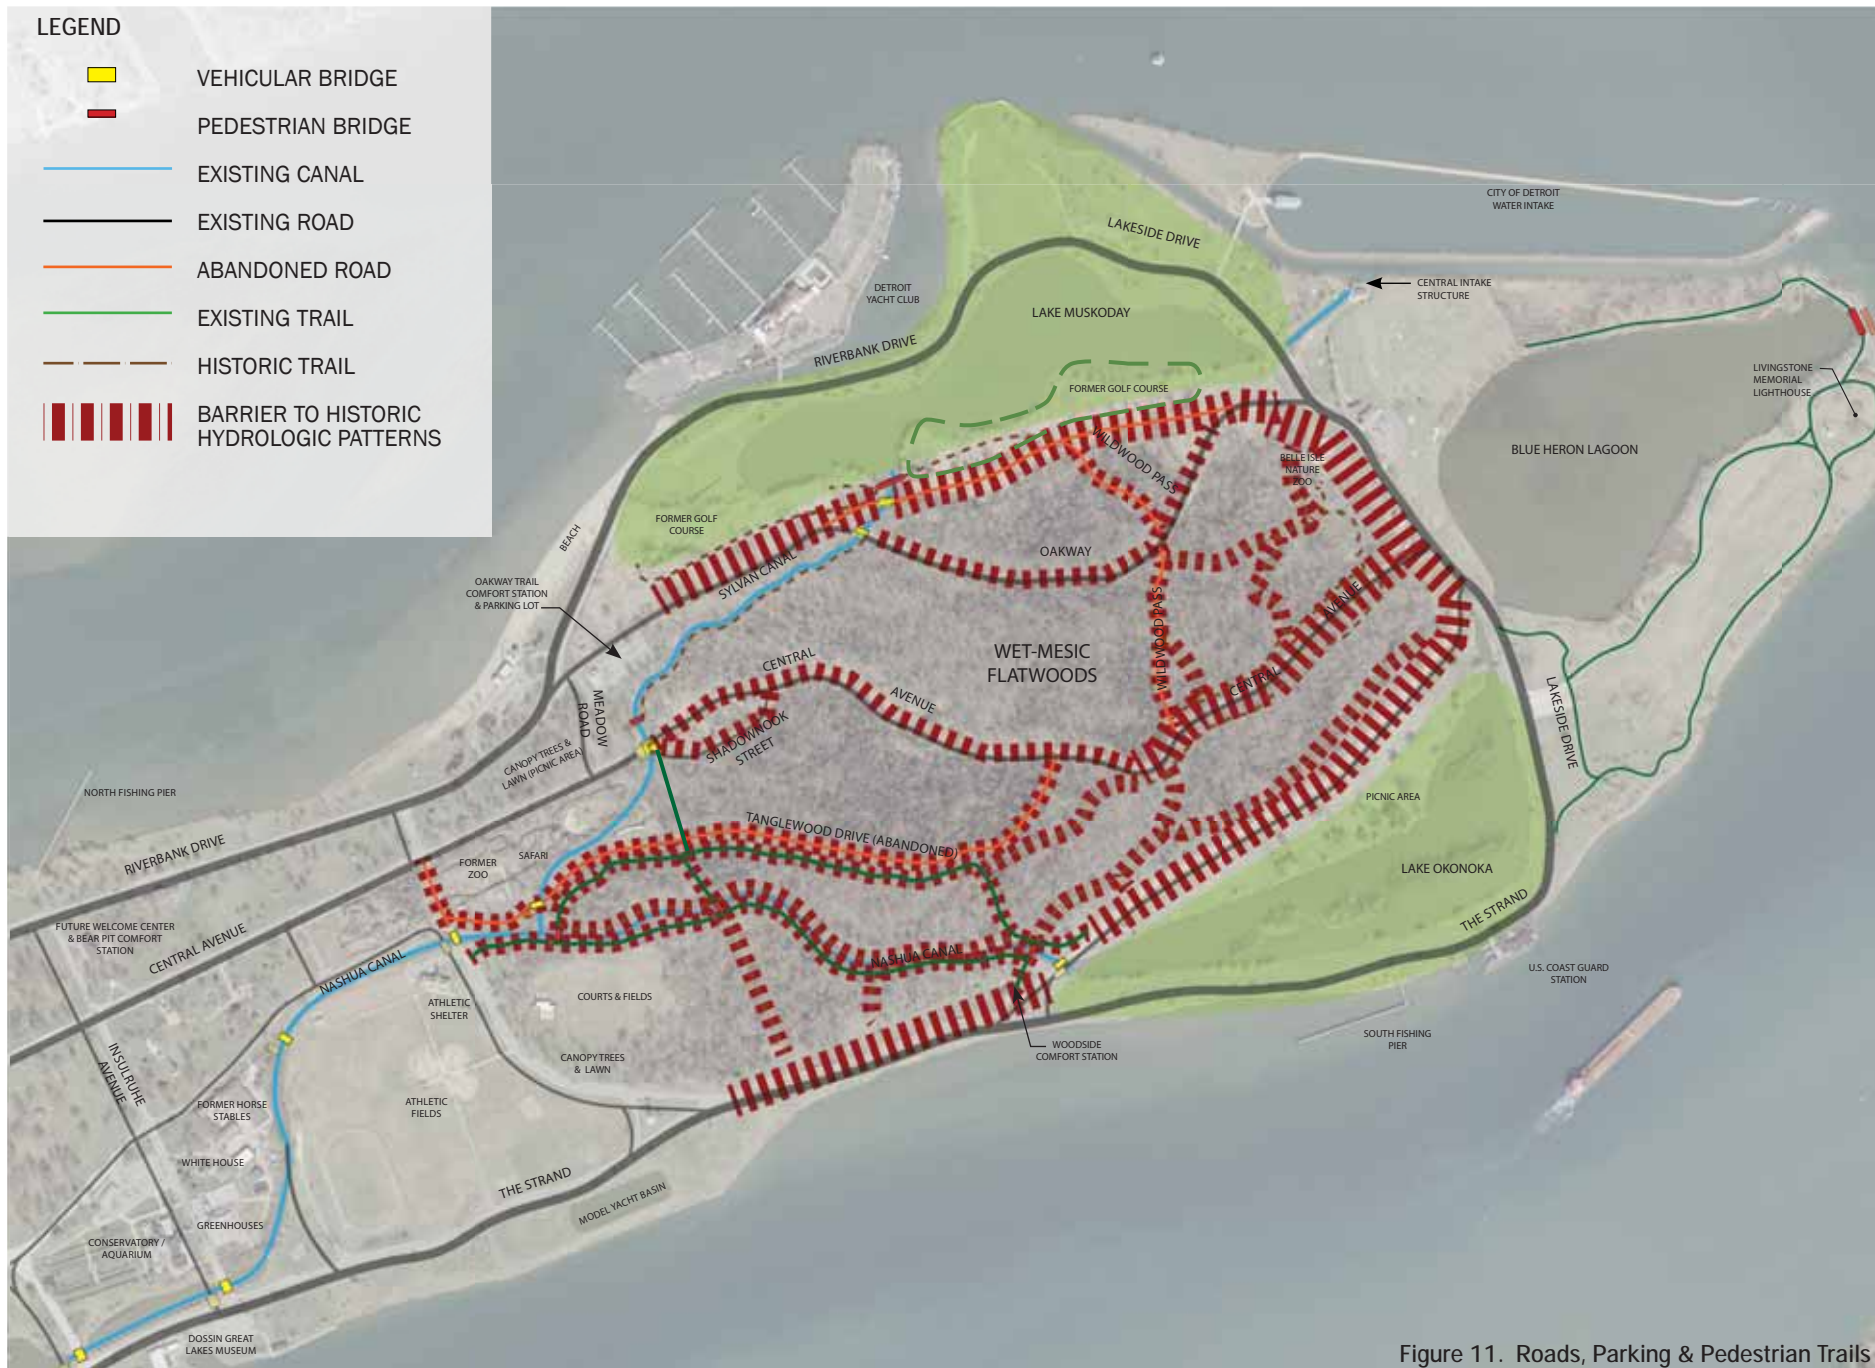 LEGEND
VEHICULAR BRIDGE
PEDESTRIAN BRIDGE
EXISTING CANAL
EXISTING ROAD
ABANDONED ROAD
EXISTING TRAIL
HISTORIC TRAIL
BARRIER TO HISTORIC
HYDROLOGIC PATTERNS
CITY OF DETROIT
WATER INTAKE
LAKESIDE DRIVE
DETROIT
YACHT CLUB
CENTRAL INTAKE
STRUCTURE
LAKE MUSKODAY
RIVERBANK DRIVE
LIVINGSTONE
MEMORIAL
LIGHTHOUSE
FORMER GOLF COURSE
WILDWOOD PASS
BELLE ISLE
NATURE
ZOO
BLUE HERON LAGOON
FORMER GOLF
COURSE
BEACH
OAKWAY
SYLVAN CANAL
OAKWAY TRAIL
COMFORT STATION
& PARKING LOT
WILDWOOD PASS
AVENUE
WET-MESIC
FLATWOODS
CENTRAL
CENTRAL
AVENUE
MEADOW
ROAD
SHADOWNOOK
STREET
LAKESIDE DRIVE
CANOPY TREES &
LAWN (PICNIC AREA)
NORTH FISHING PIER
PICNIC AREA
TANGLEWOOD DRIVE (ABANDONED)
RIVERBANK DRIVE
SAFARI
FORMER
ZOO
LAKE OKONOKA
THE STRAND
FUTURE WELCOME CENTER
& BEAR PIT COMFORT
STATION
CENTRAL AVENUE
NASHUA CANAL
NASHUA CANAL
U.S. COAST GUARD
STATION
COURTS & FIELDS
ATHLETIC
SHELTER
SOUTH FISHING
PIER
WOODSIDE
COMFORT STATION
CANOPY TREES
& LAWN
INSULRUHE
AVENUE
FORMER HORSE
STABLES
ATHLETIC
FIELDS
WHITE HOUSE
THE STRAND
MODEL YACHT BASIN
GREENHOUSES
CONSERVATORY /
AQUARIUM
DOSSIN GREAT
LAKES MUSEUM
Figure 11. Roads, Parking & Pedestrian Trails